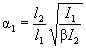 α₁ = l₂/l₁ √(I₁/βI₂)